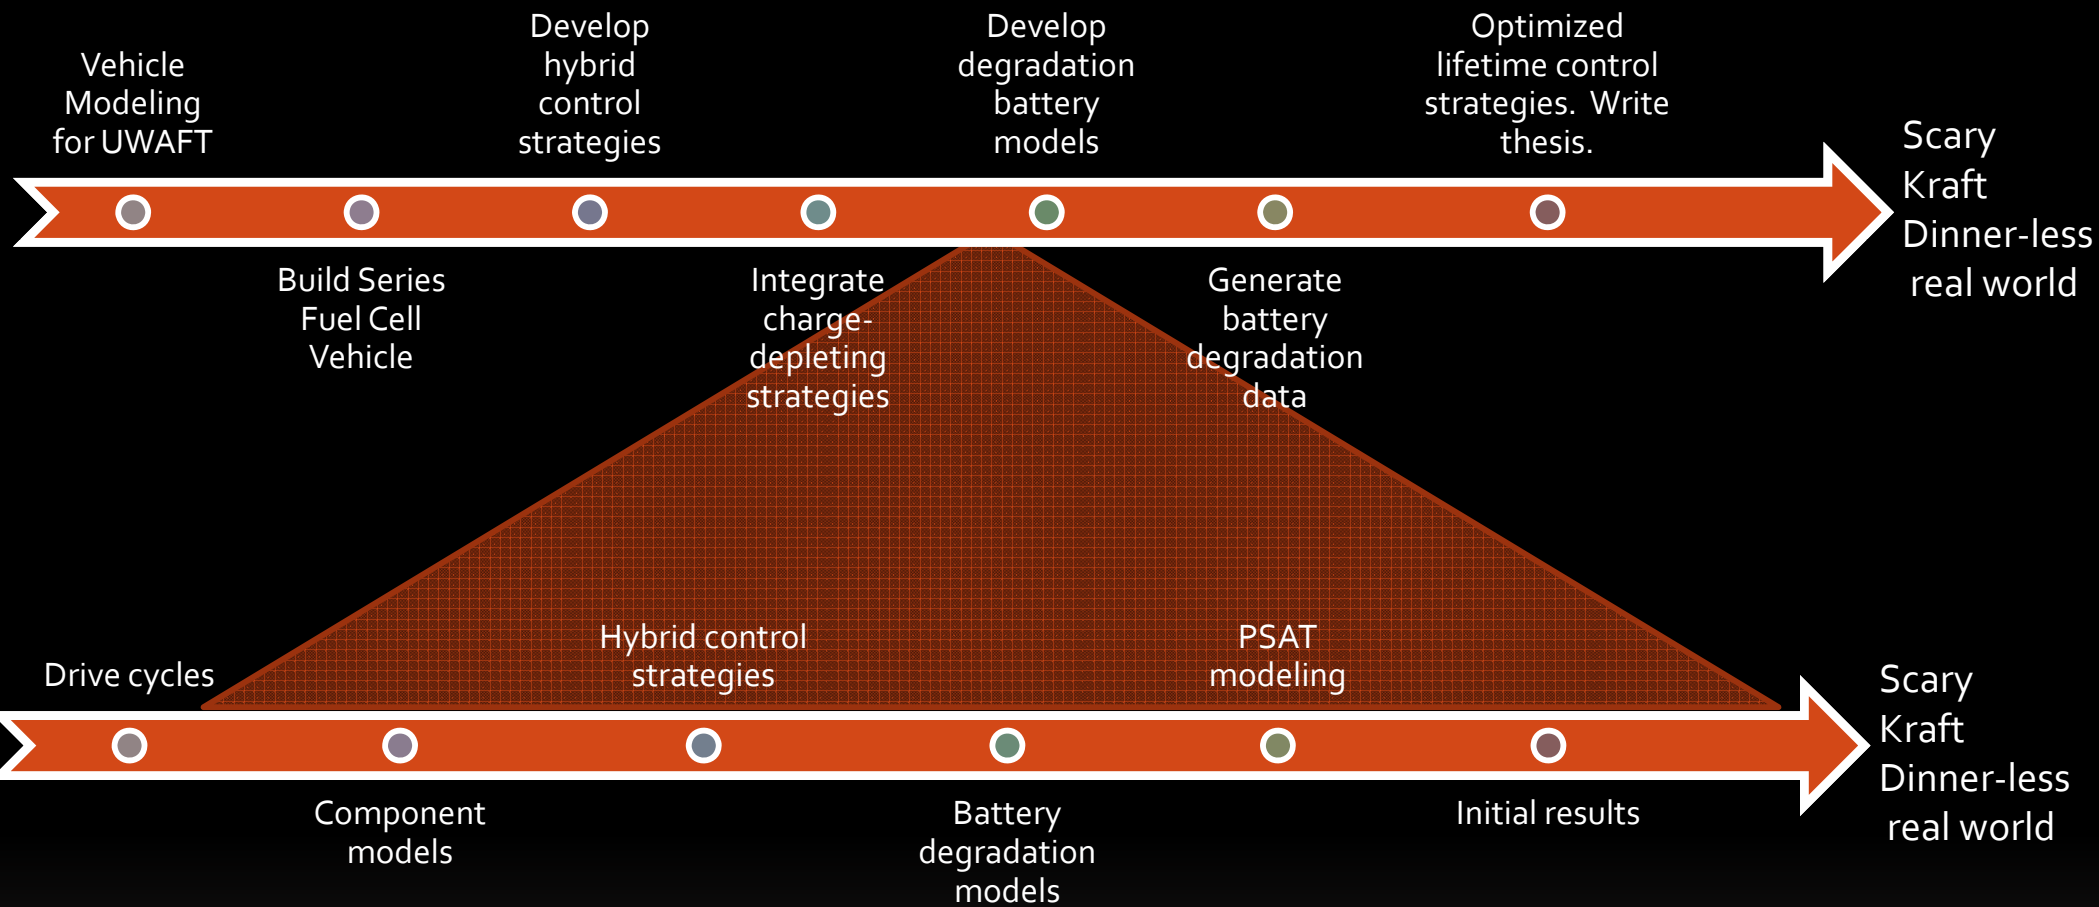 Vehicle
Modeling
for UWAFT
Develop
hybrid
control
strategies
Develop
degradation
battery
models
Optimized
lifetime control
strategies.  Write
thesis.
Scary
Kraft
Dinner-less
real world
Build Series
Fuel Cell
Vehicle
Integrate
charge-
depleting
strategies
Generate
battery
degradation
data
Drive cycles
Hybrid control
strategies
PSAT
modeling
Scary
Kraft
Dinner-less
real world
Component
models
Battery
degradation
models
Initial results